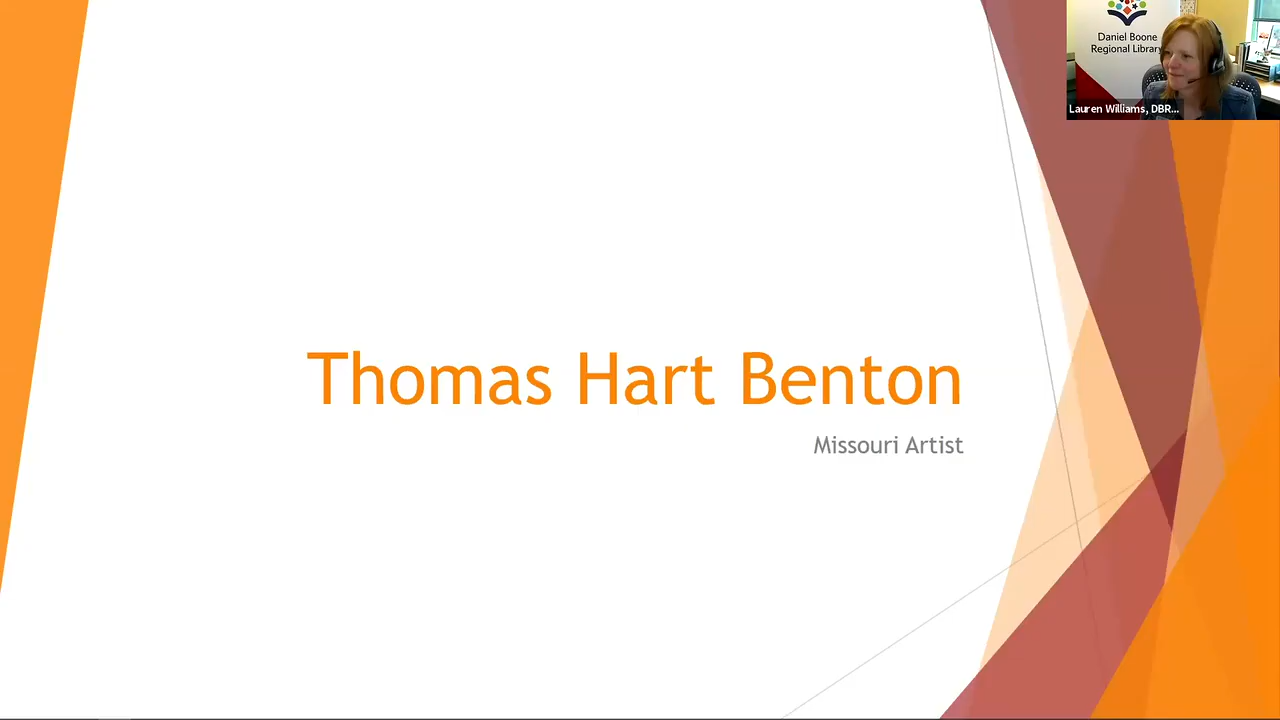 Daniel Boone
Regional Library
Lauren Williams, DBR...
Thomas Hart Benton
Missouri Artist